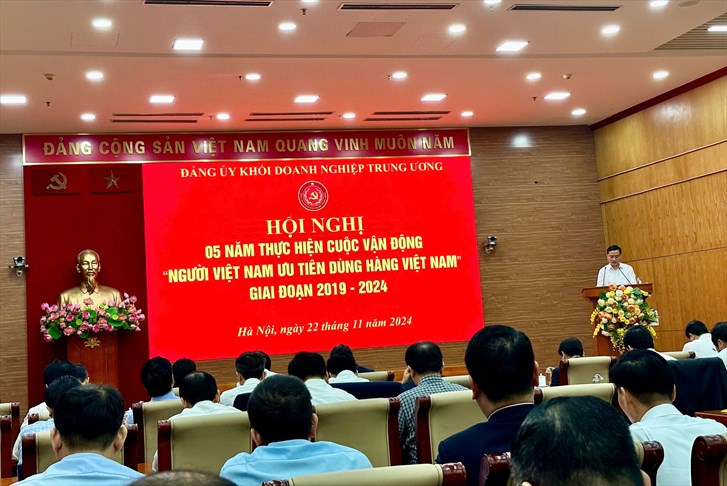 ĐẢNG CỘNG SẢN VIỆT NAM QUANG VINH MUÔN NĂM
ĐẢNG ỦY KHỐI DOANH NGHIỆP TRUNG ƯƠNG
HỘI NGHỊ
05 NĂM THỰC HIỆN CUỘC VẬN ĐỘNG
“NGƯỜI VIỆT NAM ƯU TIÊN DÙNG HÀNG VIỆT NAM”
GIAI ĐOẠN 2019 - 2024
Hà Nội, ngày 22 tháng 11 năm 2024